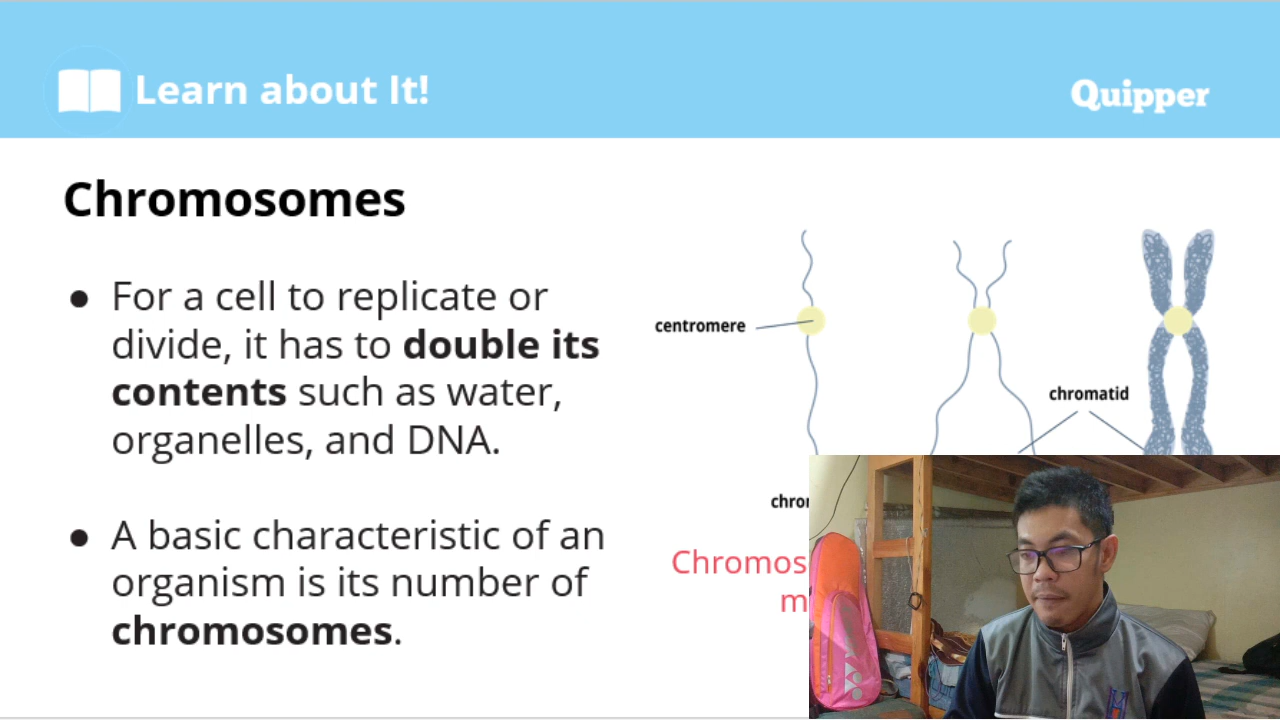 Learn about It!
Quipper
Chromosomes
● For a cell to replicate or
divide, it has to double its
contents such as water,
organelles, and DNA.
● A basic characteristic of an
organism is its number of
chromosomes.
centromere
chromatid